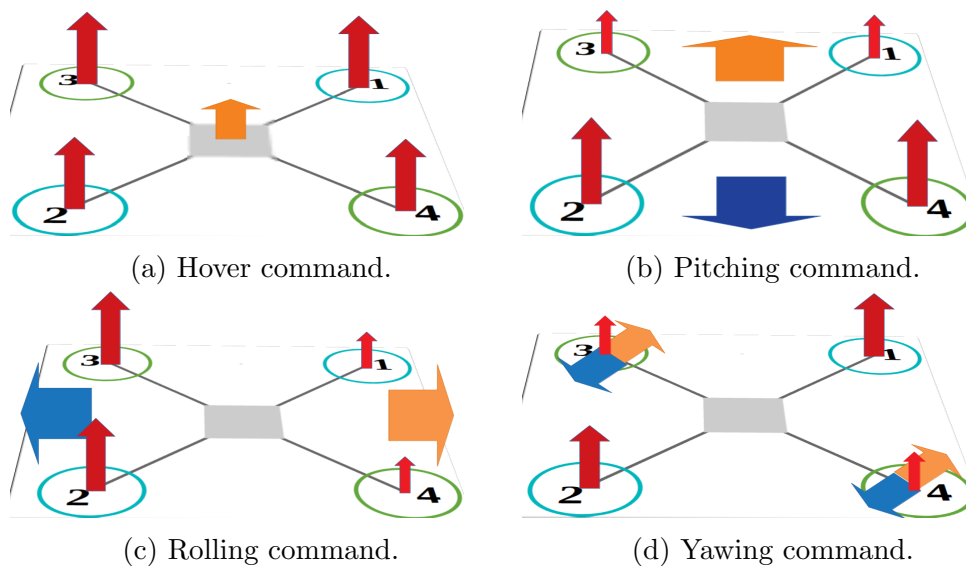 3 1
2 4
(a) Hover command.
3 1
2 4
(b) Pitching command.
3 1
2 4
(c) Rolling command.
3 1
2 4
(d) Yawing command.